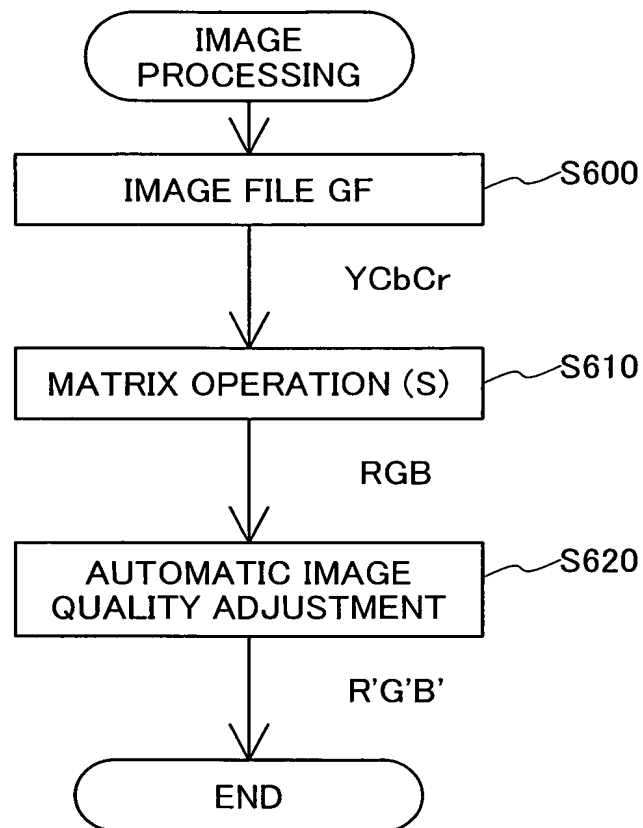 IMAGE
PROCESSING
IMAGE FILE GF
S600
YCbCr
MATRIX OPERATION (S)
S610
RGB
AUTOMATIC IMAGE
QUALITY ADJUSTMENT
S620
R'G'B'
END